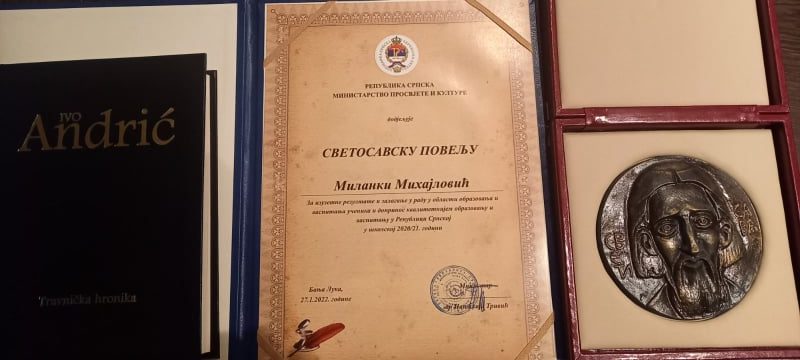 IVO
Andrić
Travnička hronika
РЕПУБЛИКА СРПСКА
МИНИСТАРСТВО ПРОСВЈЕТЕ И КУЛТУРЕ
додјељује
СВЕТОСАВСКУ ПОВЕЉУ
Миланки Михајловић
За изузетне резултате и залагање у раду у области образовања и
васпитања ученика и допринос квалитетнијем образовању и
васпитању у Републици Српској
у школској 2020/21. години
Бања Лука,
27.1.2022. године
Министар
Тривић